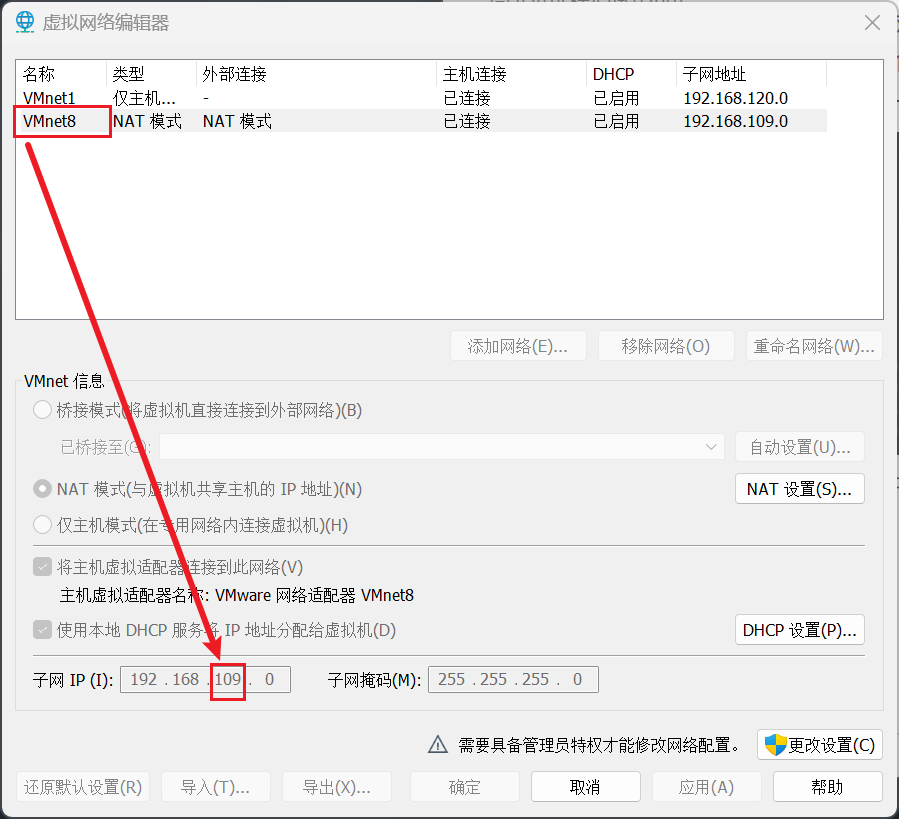 虚拟网络编辑器
名称 类型 外部连接 主机连接 DHCP 子网地址
VMnet1 仅主机... - 已连接 已启用 192.168.120.0
VMnet8 NAT 模式 NAT 模式 已连接 已启用 192.168.109.0
添加网络(E)... 移除网络(O) 重命名网络(W)...
VMnet 信息
桥接模式(将虚拟机直接连接到外部网络)(B)
已桥接至(G): 自动设置(U)...
NAT 模式(与虚拟机共享主机的 IP 地址)(N) NAT 设置(S)...
仅主机模式(在专用网络内连接虚拟机)(H)
将主机虚拟适配器连接到此网络(V)
主机虚拟适配器名称: VMware 网络适配器 VMnet8
使用本地 DHCP 服务将 IP 地址分配给虚拟机(D) DHCP 设置(P)...
子网 IP (I): 192 . 168 . 109 . 0 子网掩码(M): 255 . 255 . 255 . 0
需要具备管理员特权才能修改网络配置。 更改设置(C)
还原默认设置(R) 导入(T)... 导出(X)... 确定 取消 应用(A) 帮助